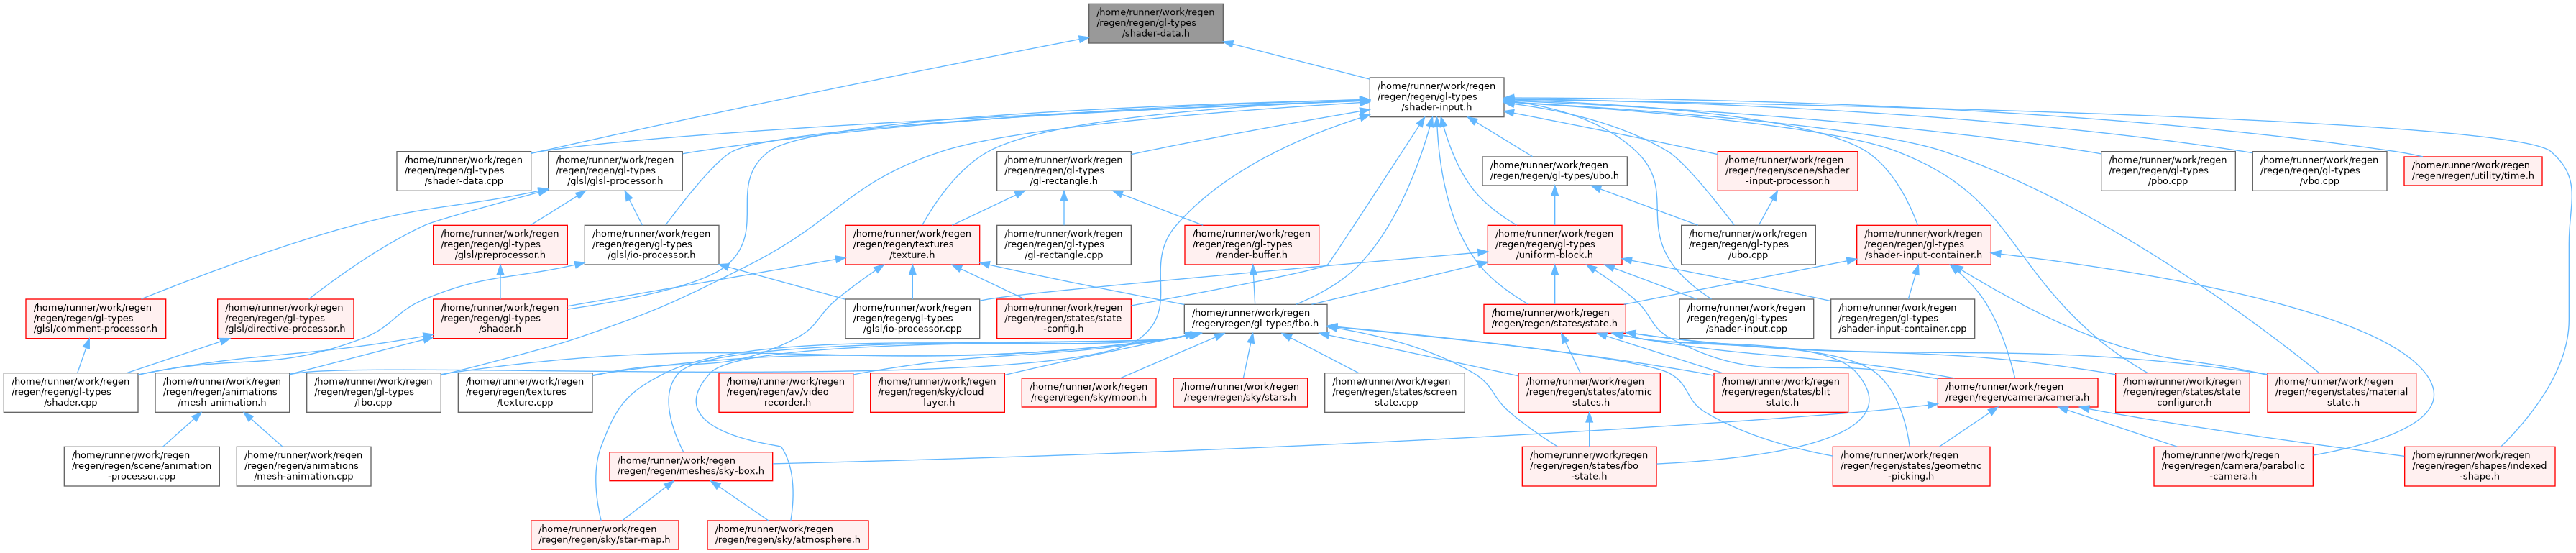 /home/runner/work/regen
/regen/regen/gl-types
/shader-data.h
/home/runner/work/regen
/regen/regen/gl-types
/shader-input.h
/home/runner/work/regen
/regen/regen/gl-types
/shader-data.cpp
/home/runner/work/regen
/regen/regen/gl-types
/glsl/glsl-processor.h
/home/runner/work/regen
/regen/regen/gl-types
/gl-rectangle.h
/home/runner/work/regen
/regen/regen/gl-types/ubo.h
/home/runner/work/regen
/regen/regen/scene/shader
-input-processor.h
/home/runner/work/regen
/regen/regen/gl-types
/pbo.cpp
/home/runner/work/regen
/regen/regen/gl-types
/vbo.cpp
/home/runner/work/regen
/regen/regen/utility/time.h
/home/runner/work/regen
/regen/regen/gl-types
/glsl/preprocessor.h
/home/runner/work/regen
/regen/regen/gl-types
/glsl/io-processor.h
/home/runner/work/regen
/regen/regen/textures
/texture.h
/home/runner/work/regen
/regen/regen/gl-types
/gl-rectangle.cpp
/home/runner/work/regen
/regen/regen/gl-types
/render-buffer.h
/home/runner/work/regen
/regen/regen/gl-types
/uniform-block.h
/home/runner/work/regen
/regen/regen/gl-types
/ubo.cpp
/home/runner/work/regen
/regen/regen/gl-types
/shader-input-container.h
/home/runner/work/regen
/regen/regen/gl-types
/glsl/comment-processor.h
/home/runner/work/regen
/regen/regen/gl-types
/glsl/directive-processor.h
/home/runner/work/regen
/regen/regen/gl-types
/shader.h
/home/runner/work/regen
/regen/regen/gl-types
/glsl/io-processor.cpp
/home/runner/work/regen
/regen/regen/states/state
-config.h
/home/runner/work/regen
/regen/regen/gl-types/fbo.h
/home/runner/work/regen
/regen/regen/states/state.h
/home/runner/work/regen
/regen/regen/gl-types
/shader-input.cpp
/home/runner/work/regen
/regen/regen/gl-types
/shader-input-container.cpp
/home/runner/work/regen
/regen/regen/gl-types
/shader.cpp
/home/runner/work/regen
/regen/regen/animations
/mesh-animation.h
/home/runner/work/regen
/regen/regen/gl-types
/fbo.cpp
/home/runner/work/regen
/regen/regen/textures
/texture.cpp
/home/runner/work/regen
/regen/regen/av/video
-recorder.h
/home/runner/work/regen
/regen/regen/sky/cloud
-layer.h
/home/runner/work/regen
/regen/regen/sky/moon.h
/home/runner/work/regen
/regen/regen/sky/stars.h
/home/runner/work/regen
/regen/regen/states/screen
-state.cpp
/home/runner/work/regen
/regen/regen/states/atomic
-states.h
/home/runner/work/regen
/regen/regen/states/blit
-state.h
/home/runner/work/regen
/regen/regen/camera/camera.h
/home/runner/work/regen
/regen/regen/states/state
-configurer.h
/home/runner/work/regen
/regen/regen/states/material
-state.h
/home/runner/work/regen
/regen/regen/scene/animation
-processor.cpp
/home/runner/work/regen
/regen/regen/animations
/mesh-animation.cpp
/home/runner/work/regen
/regen/regen/meshes/sky-box.h
/home/runner/work/regen
/regen/regen/states/fbo
-state.h
/home/runner/work/regen
/regen/regen/states/geometric
-picking.h
/home/runner/work/regen
/regen/regen/camera/parabolic
-camera.h
/home/runner/work/regen
/regen/regen/shapes/indexed
-shape.h
/home/runner/work/regen
/regen/regen/sky/star-map.h
/home/runner/work/regen
/regen/regen/sky/atmosphere.h